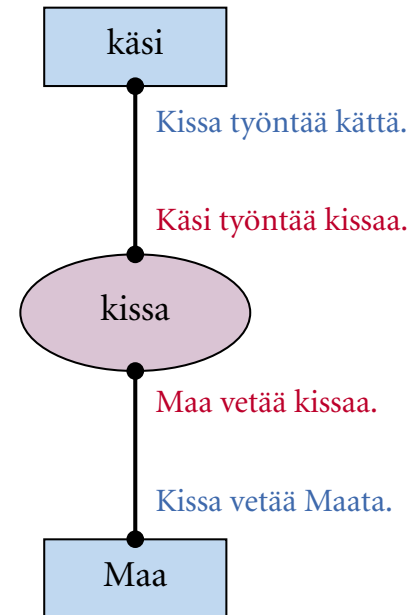 käsi
Kissa työntää kättä.
Käsi työntää kissaa.
kissa
Maa vetää kissaa.
Kissa vetää Maata.
Maa